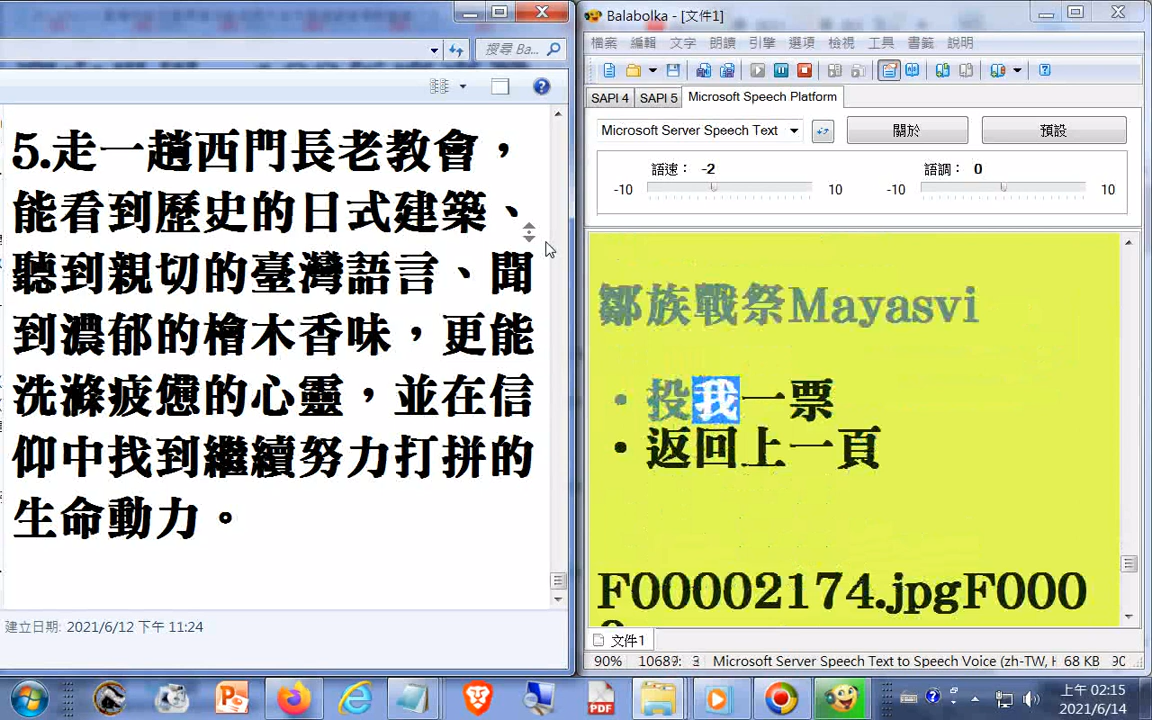 搜尋 Ba...
5.走一趟西門長老教會，
能看到歷史的日式建築、
聽到親切的臺灣語言、聞
到濃郁的檜木香味，更能
洗滌疲憊的心靈，並在信
仰中找到繼續努力打拼的
生命動力。
建立日期: 2021/6/12 下午 11:24
Balabolka - [文件1]
檔案 編輯 文字 朗讀 引擎 選項 檢視 工具 書籤 說明
SAPI 4 SAPI 5 Microsoft Speech Platform
Microsoft Server Speech Text 關於 預設
語速： -2 語調： 0
-10 10 -10 10
鄒族戰祭Mayasvi
• 投我一票
• 返回上一頁
F00002174.jpgF000
文件1
90% 10687: 3 Microsoft Server Speech Text to Speech Voice (zh-TW, H 68 KB 90
PDF
上午 02:15
2021/6/14